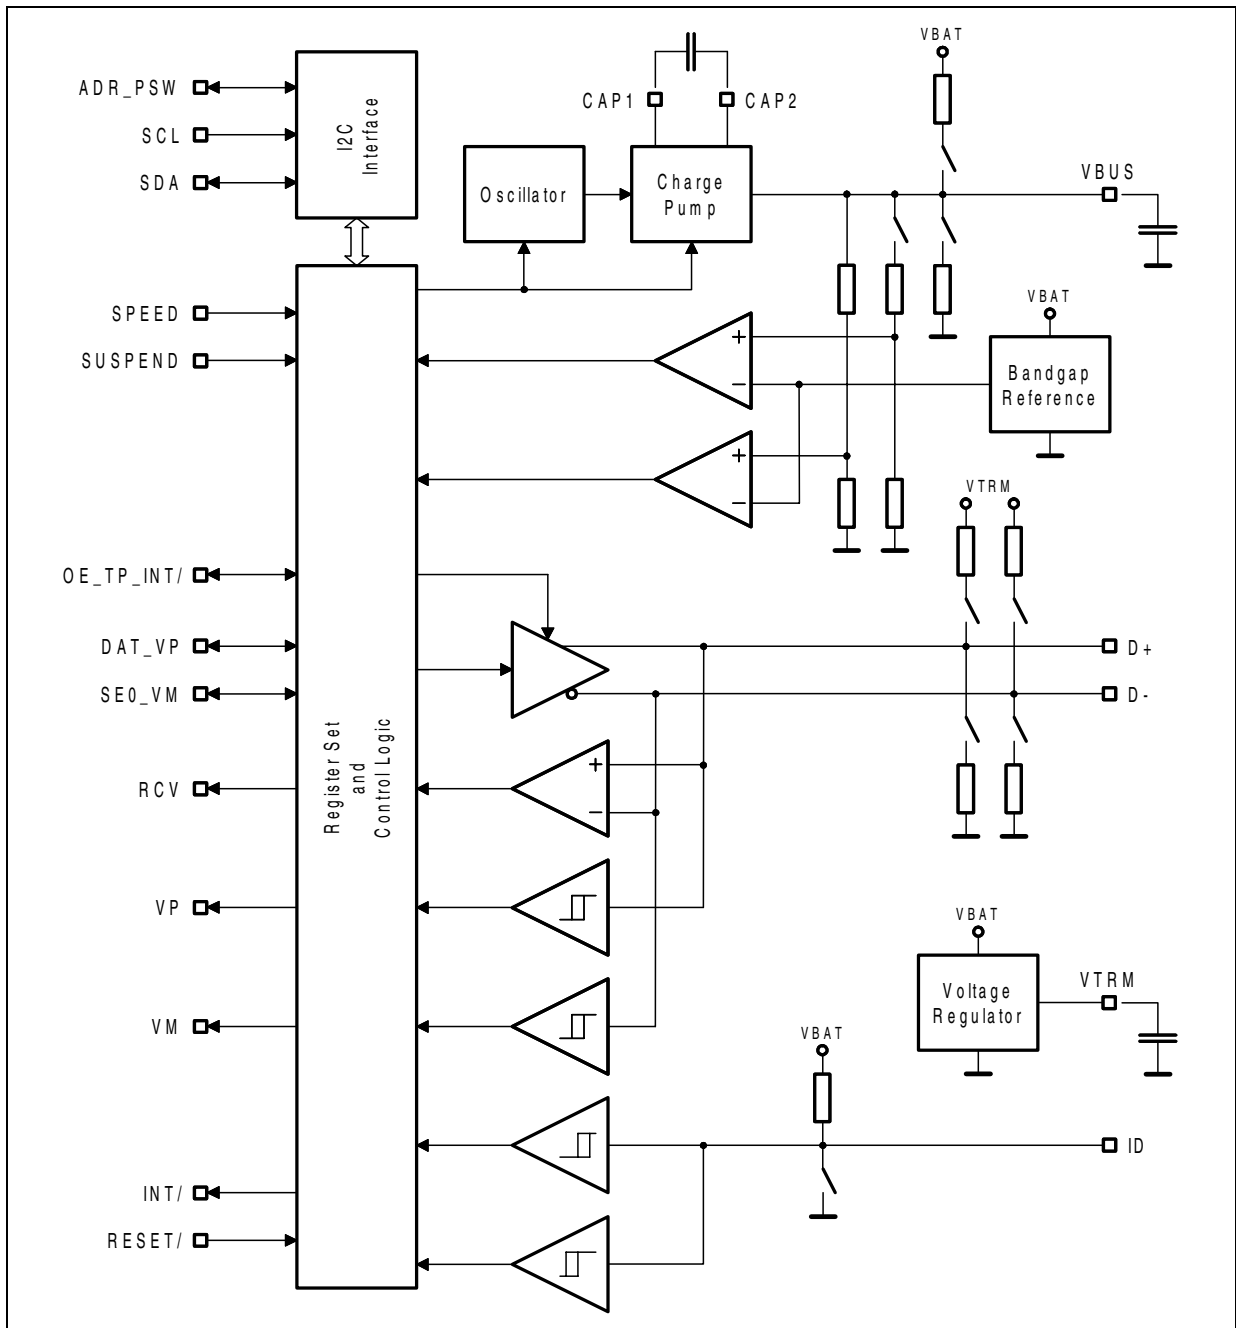 VBAT
ADR_PSW
SCL
SDA
I2C
Interface
CAP1
CAP2
Oscillator
Charge
Pump
VBUS
SPEED
SUSPEND
+
−
VBAT
Bandgap
Reference
+
−
VTRM
OE_TP_INT/
DAT_VP
SE0_VM
D+
D-
Register Set
and
Control Logic
RCV
+
−
VP
VBAT
Voltage
Regulator
VTRM
VM
VBAT
ID
INT/
RESET/